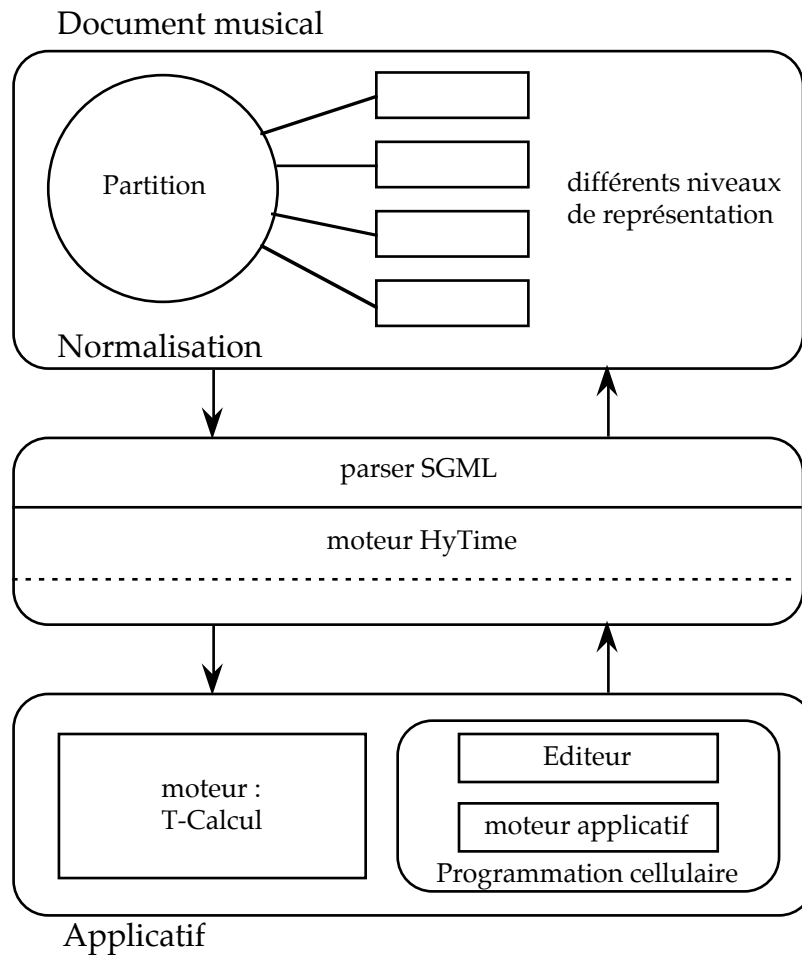 Document musical
Partition
différents niveaux
de représentation
Normalisation
parser SGML
moteur HyTime
moteur :
T-Calcul
Editeur
moteur applicatif
Programmation cellulaire
Applicatif